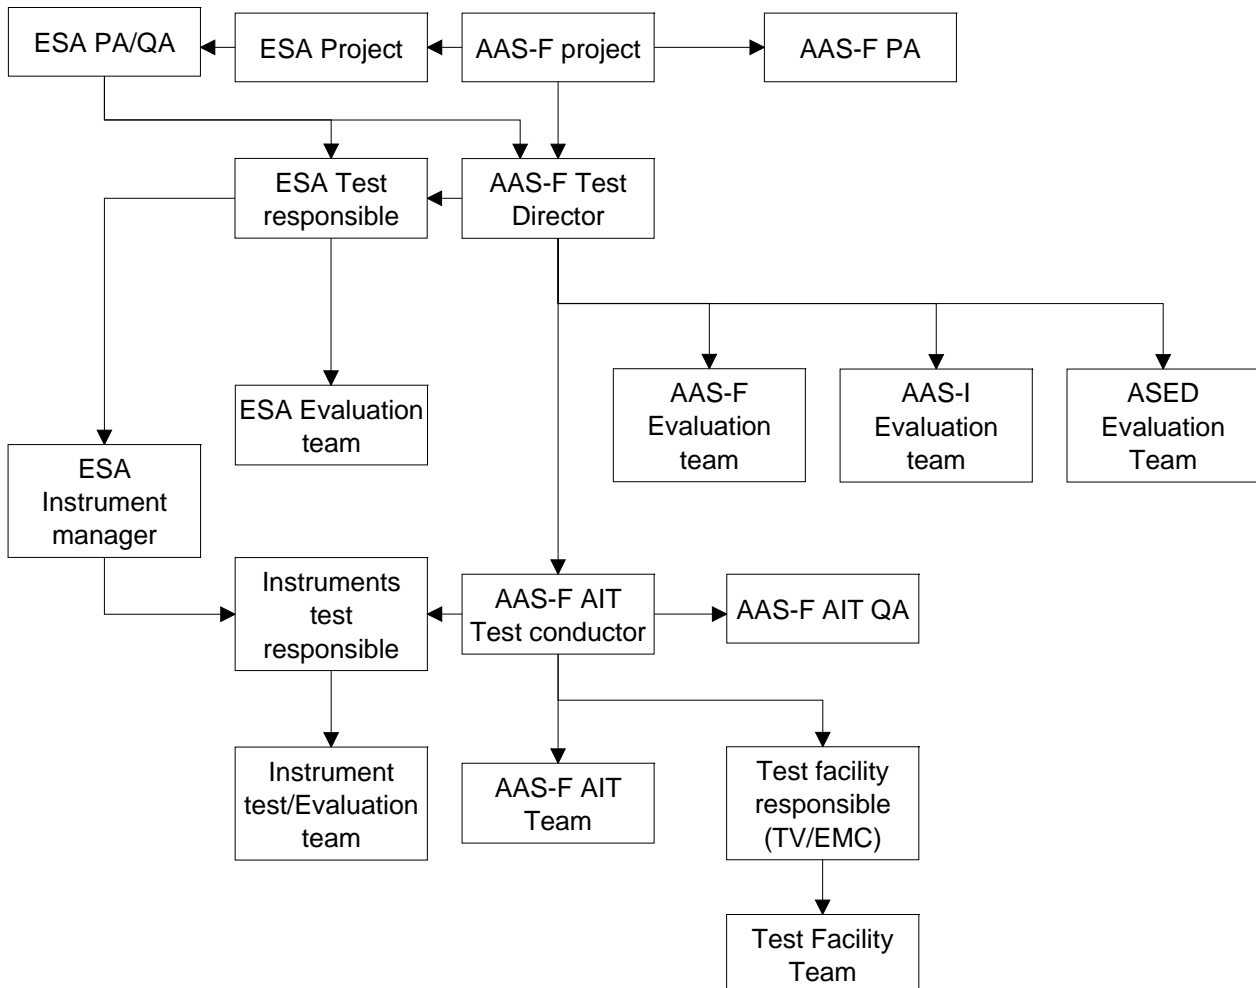 ESA PA/QA
ESA Project
AAS-F project
AAS-F PA
ESA Test
responsible
AAS-F Test
Director
ESA Evaluation
team
AAS-F
Evaluation
team
AAS-I
Evaluation
team
ASED
Evaluation
Team
ESA
Instrument
manager
Instruments
test
responsible
AAS-F AIT
Test conductor
AAS-F AIT QA
Instrument
test/Evaluation
team
AAS-F AIT
Team
Test facility
responsible
(TV/EMC)
Test Facility
Team